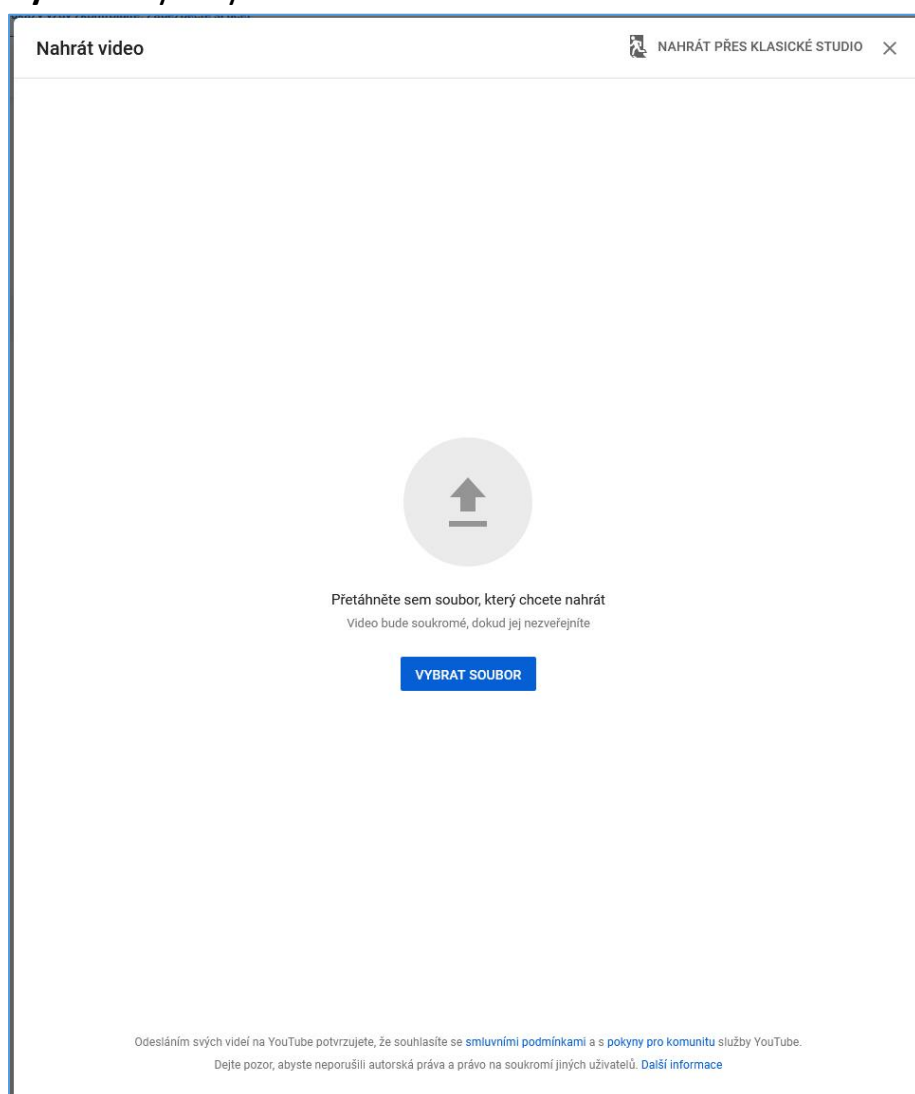 Nahrát video
NAHRÁT PŘES KLASICKÉ STUDIO
Přetáhněte sem soubor, který chcete nahrát
Video bude soukromé, dokud jej nezveřejníte
VYBRAT SOUBOR
Odesláním svých videí na YouTube potvrzujete, že souhlasíte se smluvními podmínkami a s pokyny pro komunitu služby YouTube.
Dejte pozor, abyste neporušili autorská práva a právo na soukromí jiných uživatelů. Další informace